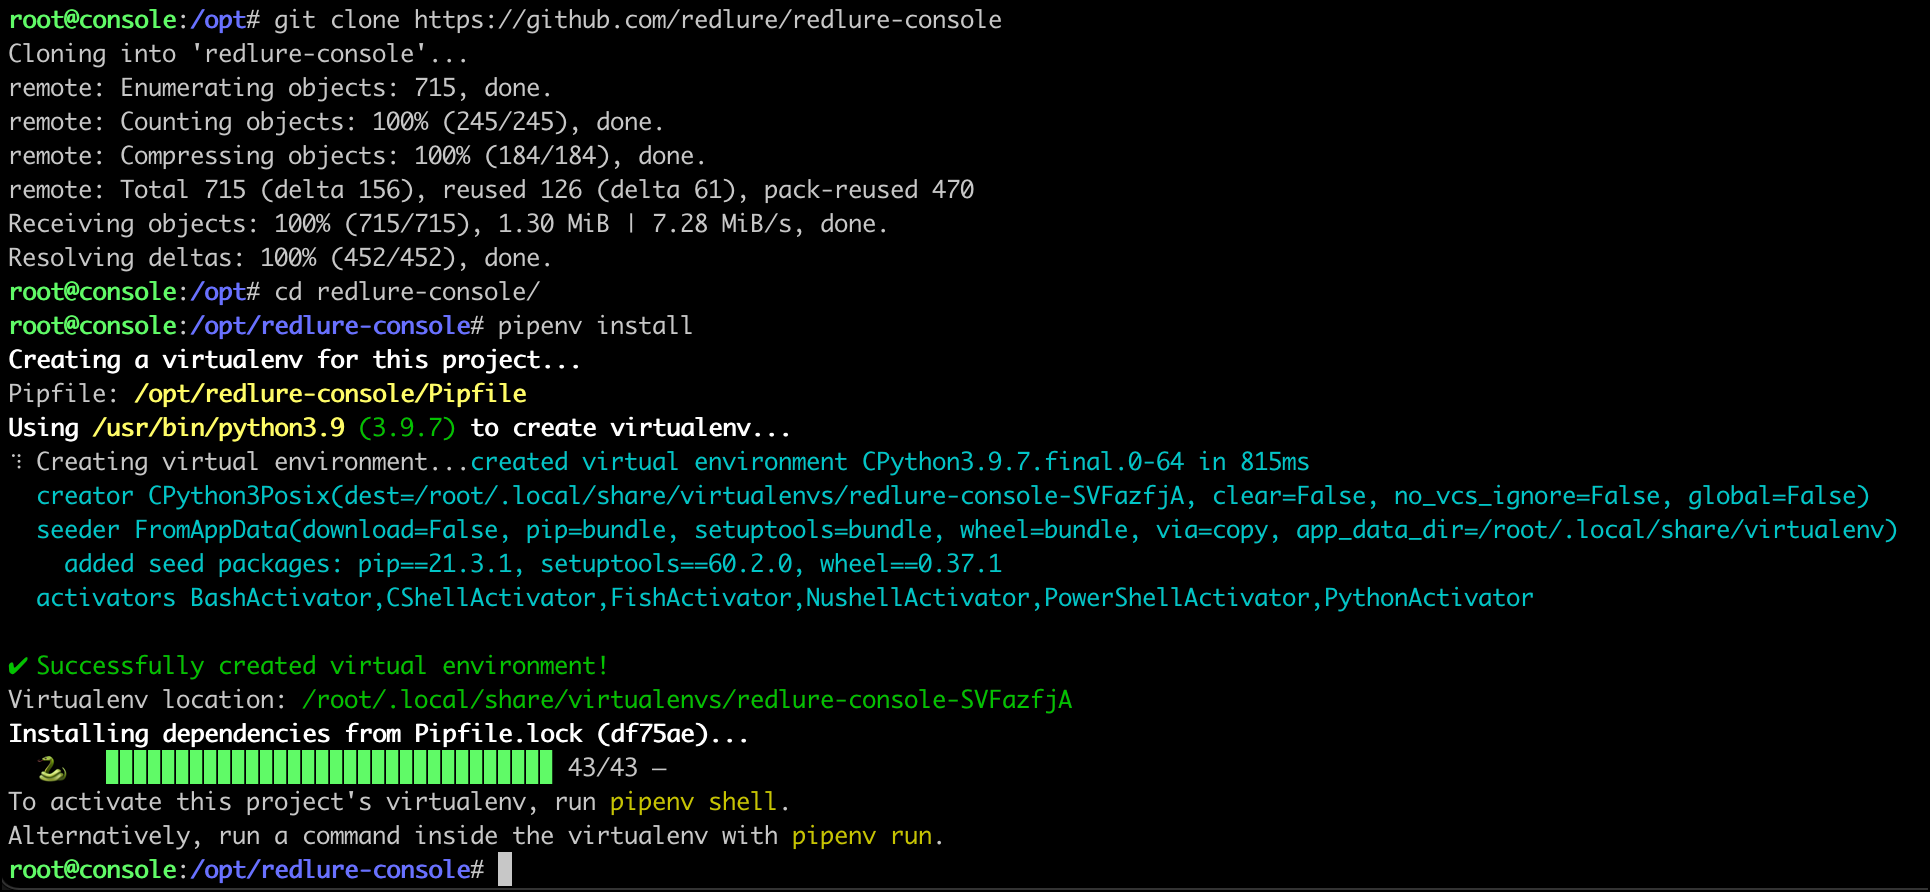 root@console:/opt# git clone https://github.com/redlure/redlure-console
Cloning into 'redlure-console'...
remote: Enumerating objects: 715, done.
remote: Counting objects: 100% (245/245), done.
remote: Compressing objects: 100% (184/184), done.
remote: Total 715 (delta 156), reused 126 (delta 61), pack-reused 470
Receiving objects: 100% (715/715), 1.30 MiB | 7.28 MiB/s, done.
Resolving deltas: 100% (452/452), done.
root@console:/opt# cd redlure-console/
root@console:/opt/redlure-console# pipenv install
Creating a virtualenv for this project...
Pipfile: /opt/redlure-console/Pipfile
Using /usr/bin/python3.9 (3.9.7) to create virtualenv...
⠹ Creating virtual environment...created virtual environment CPython3.9.7.final.0-64 in 815ms
  creator CPython3Posix(dest=/root/.local/share/virtualenvs/redlure-console-SVFazfjA, clear=False, no_vcs_ignore=False, global=False)
  seeder FromAppData(download=False, pip=bundle, setuptools=bundle, wheel=bundle, via=copy, app_data_dir=/root/.local/share/virtualenv)
    added seed packages: pip==21.3.1, setuptools==60.2.0, wheel==0.37.1
  activators BashActivator,CShellActivator,FishActivator,NushellActivator,PowerShellActivator,PythonActivator
✔ Successfully created virtual environment!
Virtualenv location: /root/.local/share/virtualenvs/redlure-console-SVFazfjA
Installing dependencies from Pipfile.lock (df75ae)...
  🐍   ▉▉▉▉▉▉▉▉▉▉▉▉▉▉▉▉▉▉▉▉▉▉▉▉▉▉▉▉▉▉▉▉ 43/43 —
To activate this project's virtualenv, run pipenv shell.
Alternatively, run a command inside the virtualenv with pipenv run.
root@console:/opt/redlure-console#